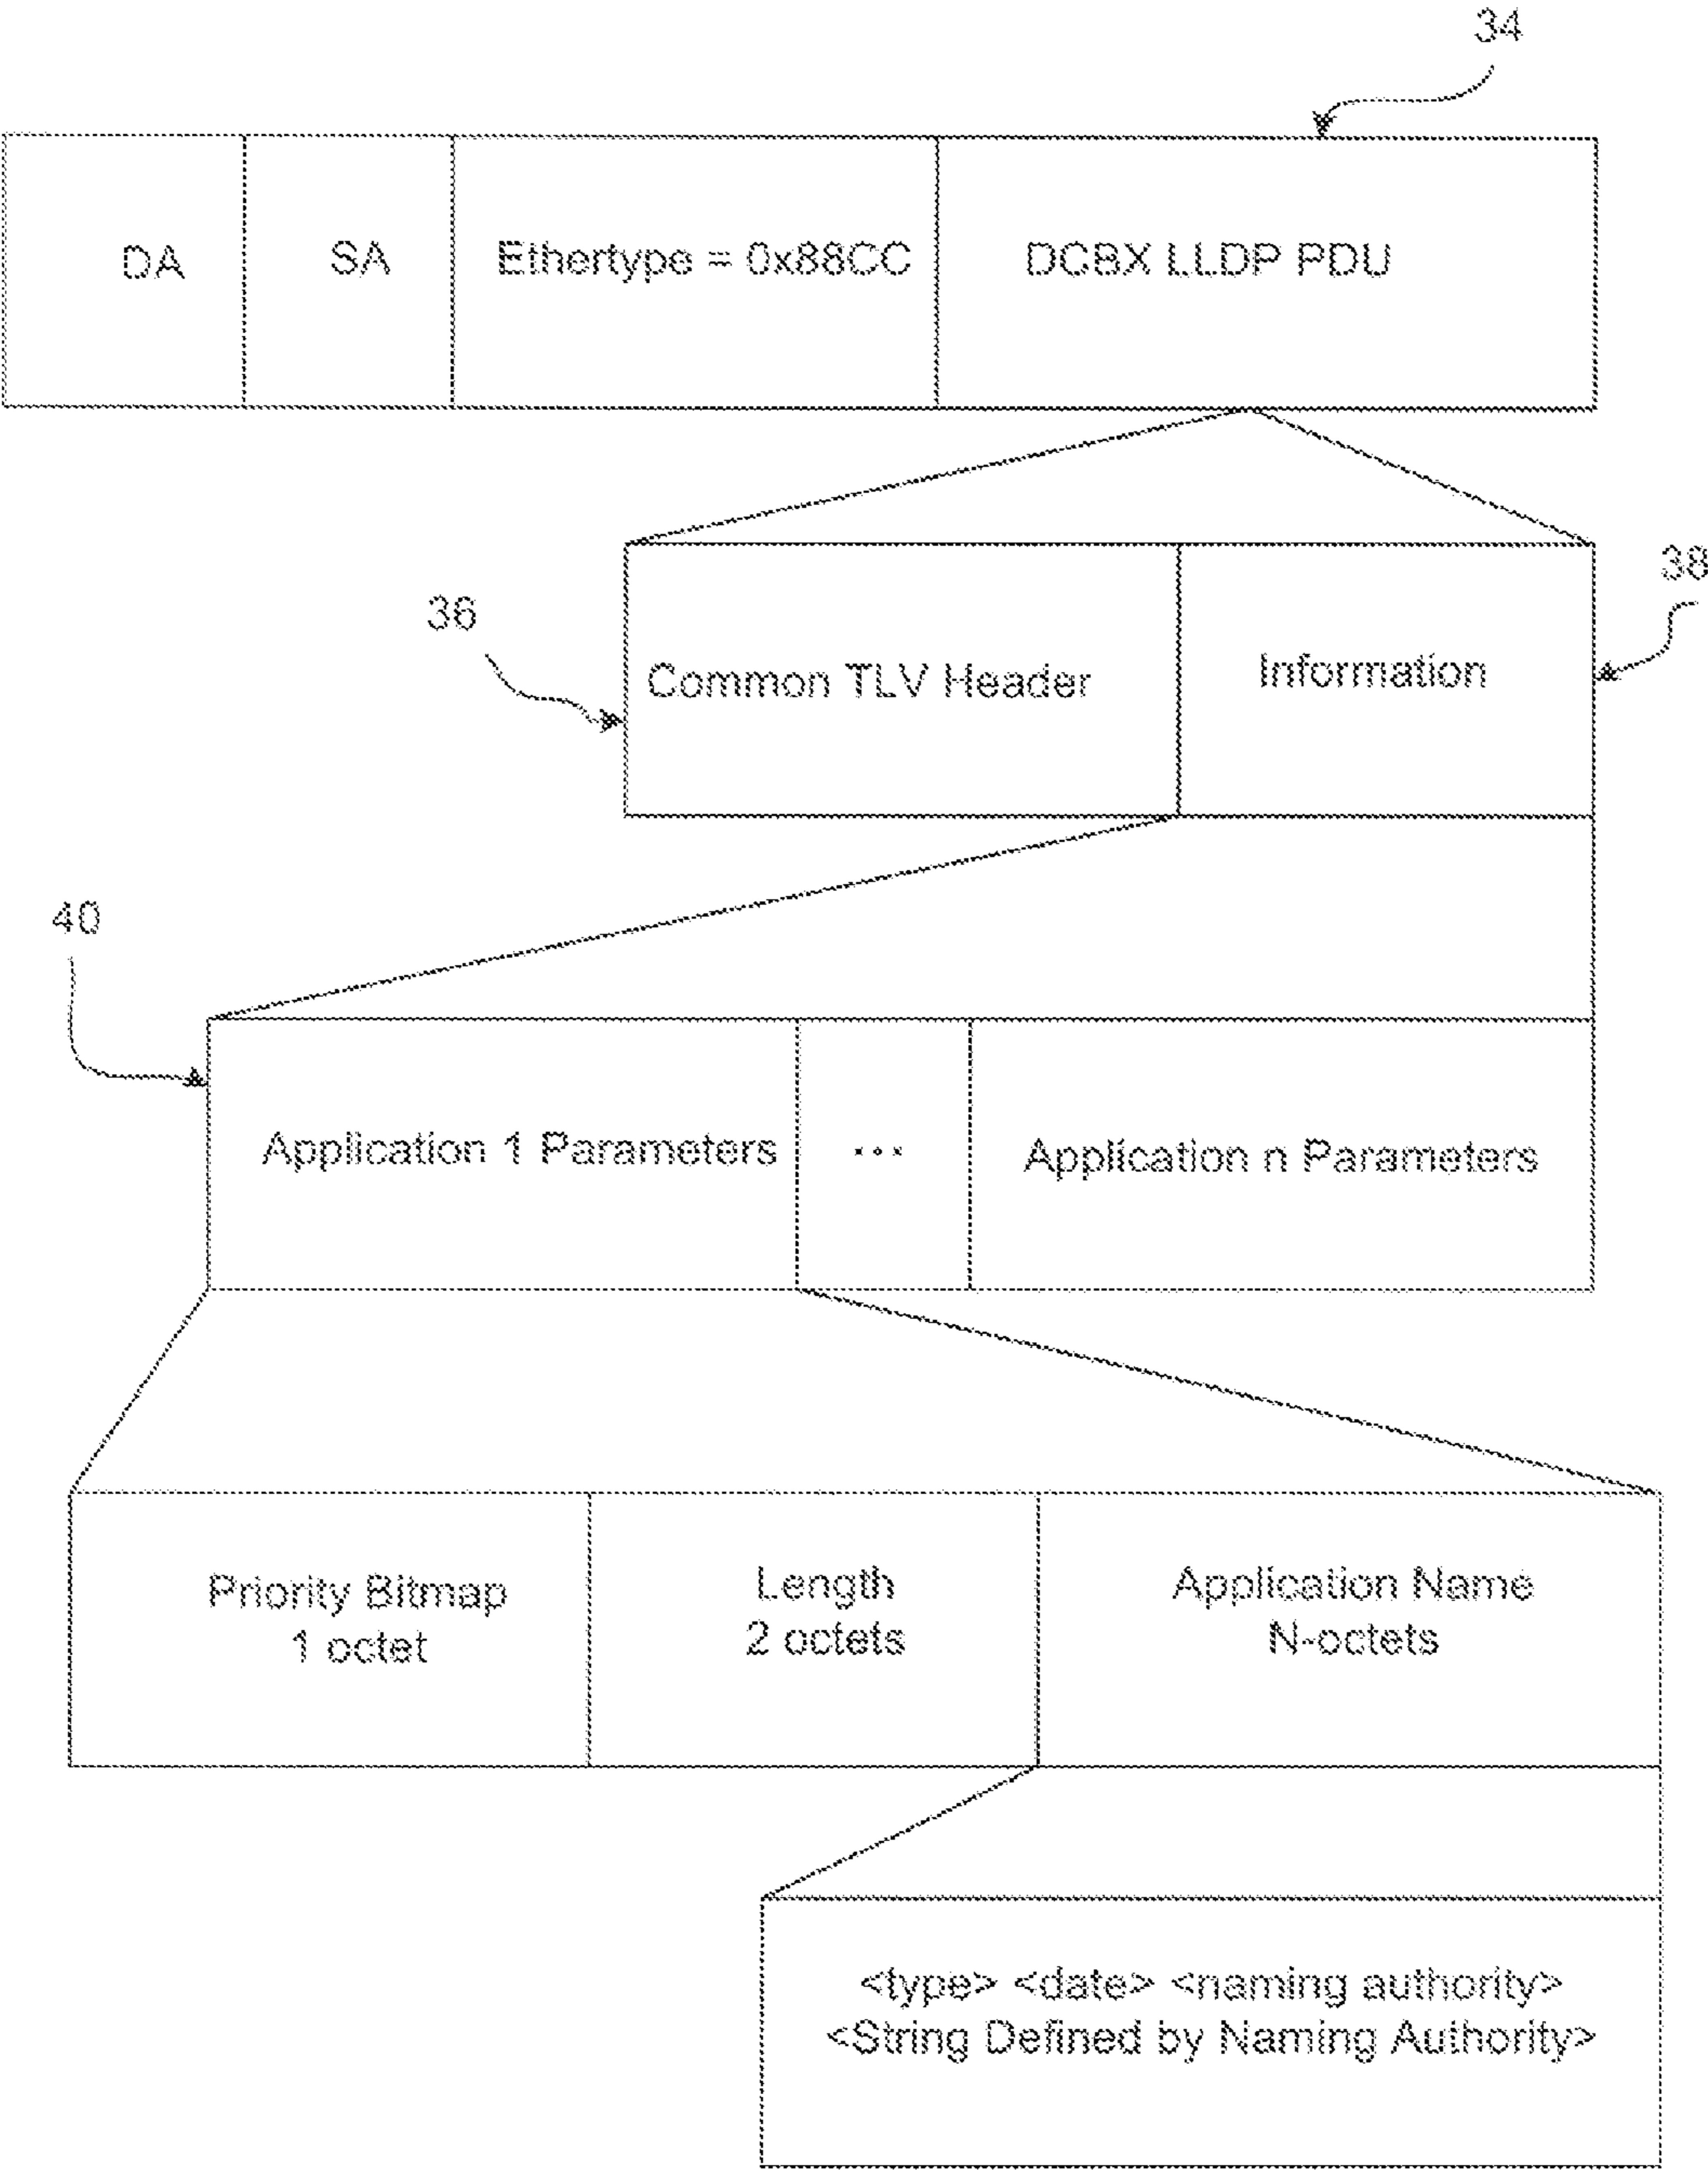 34
DA
SA
Ethertype = 0x88CC
DCBX LLDP PDU
36
Common TLV Header
Information
38
40
Application 1 Parameters
...
Application n Parameters
Priority Bitmap
1 octet
Length
2 octets
Application Name
N-octets
<type> <date> <naming authority>
<String Defined by Naming Authority>